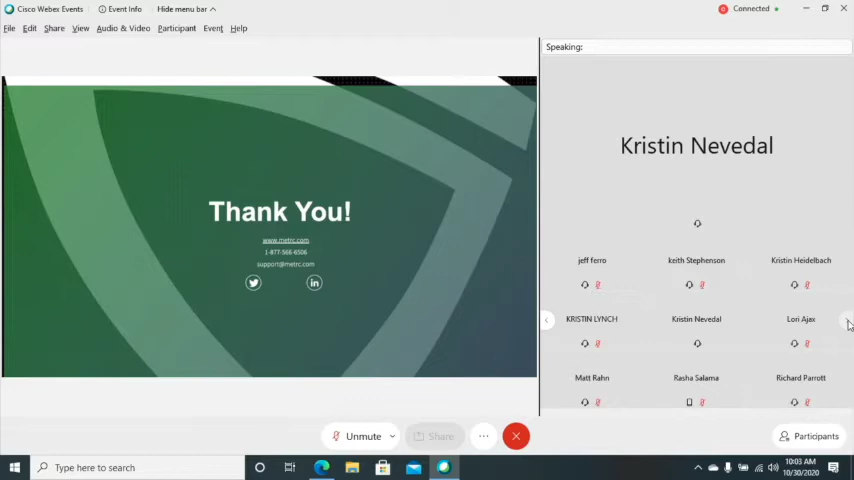 Cisco Webex Events
Event Info
Hide menu bar
Connected
File Edit Share View Audio & Video Participant Event Help
Speaking:
Kristin Nevedal
Thank You!
www.metrc.com
1-877-566-6506
support@metrc.com
in
jeff ferro
keith Stephenson
Kristin Heidelbach
KRISTIN LYNCH
Kristin Nevedal
Lori Ajax
Matt Rahn
Rasha Salama
Richard Parrott
Unmute
Share
Participants
Type here to search
10:03 AM
10/30/2020